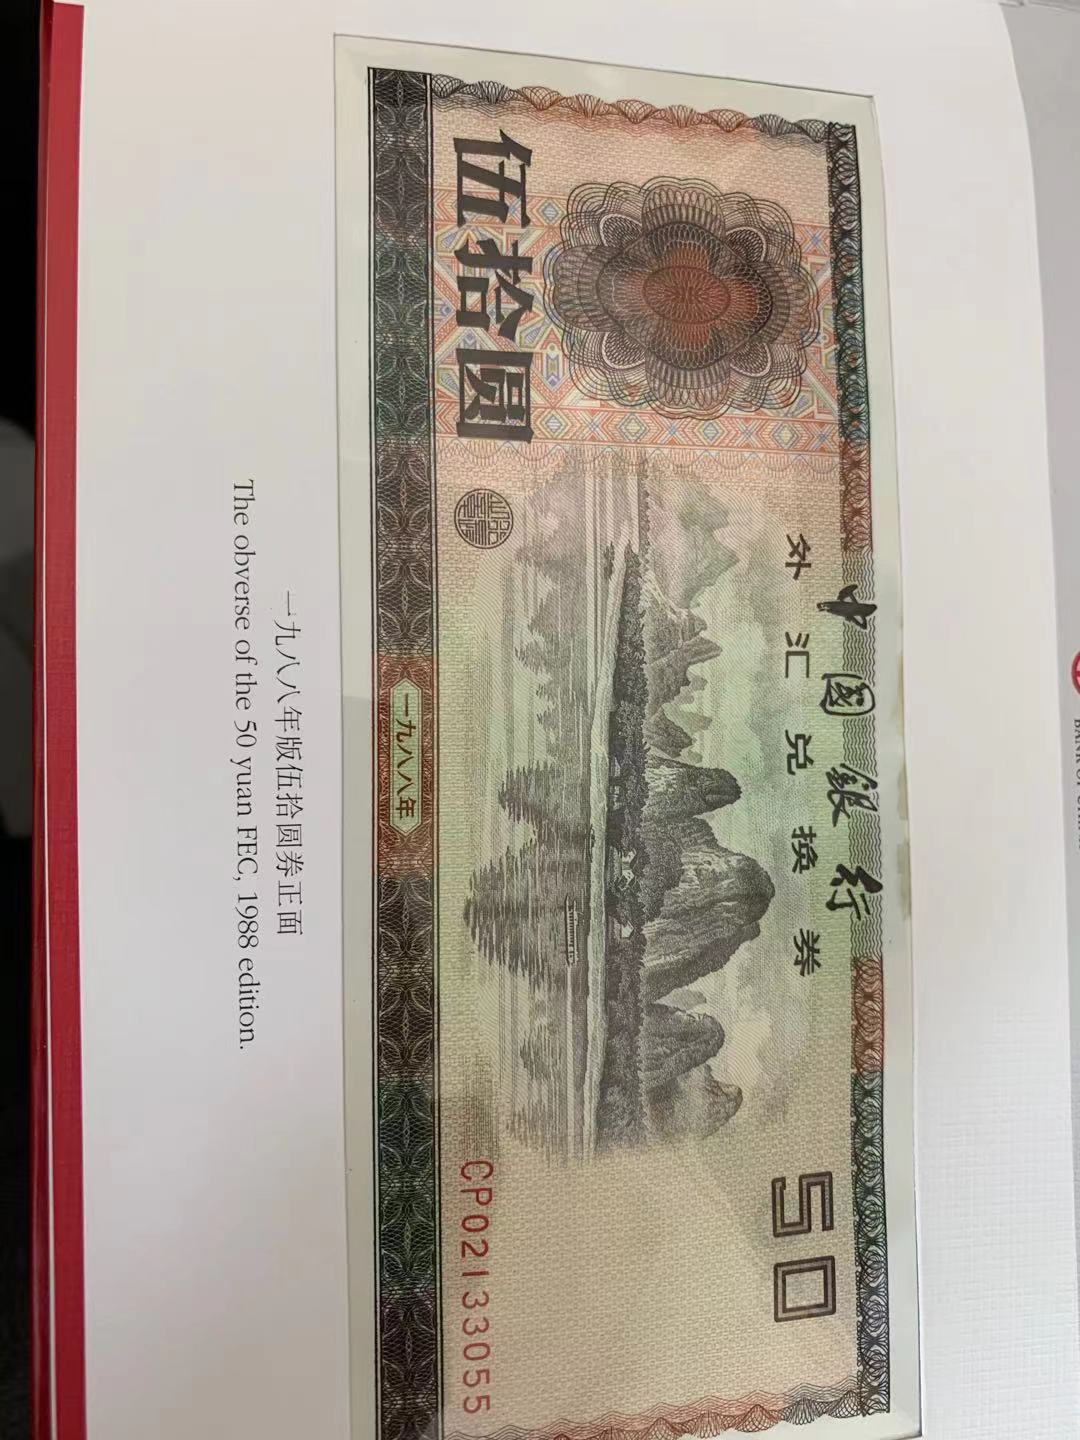 中國銀行
外汇兑换券
伍拾圆
50
CP02133055
一九八八年
一九八八年版伍拾圆券正面
The obverse of the 50 yuan FEC, 1988 edition.